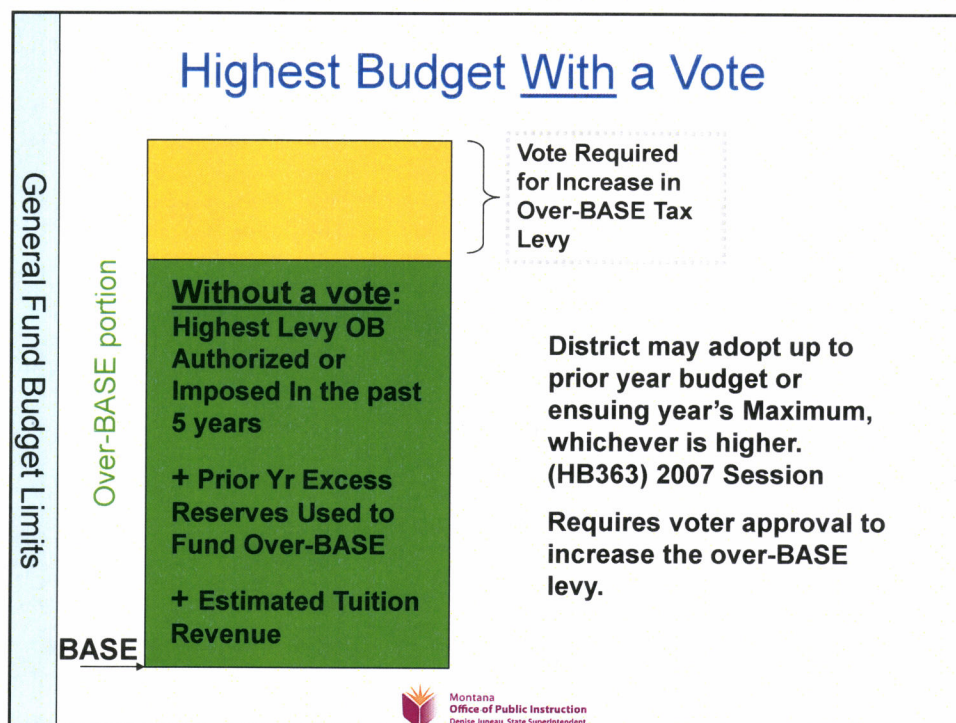 Highest Budget With a Vote
General Fund Budget Limits
Over-BASE portion
Vote Required
for Increase in
Over-BASE Tax
Levy
Without a vote:
Highest Levy OB
Authorized or
Imposed In the past
5 years
+ Prior Yr Excess
Reserves Used to
Fund Over-BASE
+ Estimated Tuition
Revenue
BASE
District may adopt up to
prior year budget or
ensuing year's Maximum,
whichever is higher.
(HB363) 2007 Session
Requires voter approval to
increase the over-BASE
levy.
Montana
Office of Public Instruction
Denise Juneau, State Superintendent